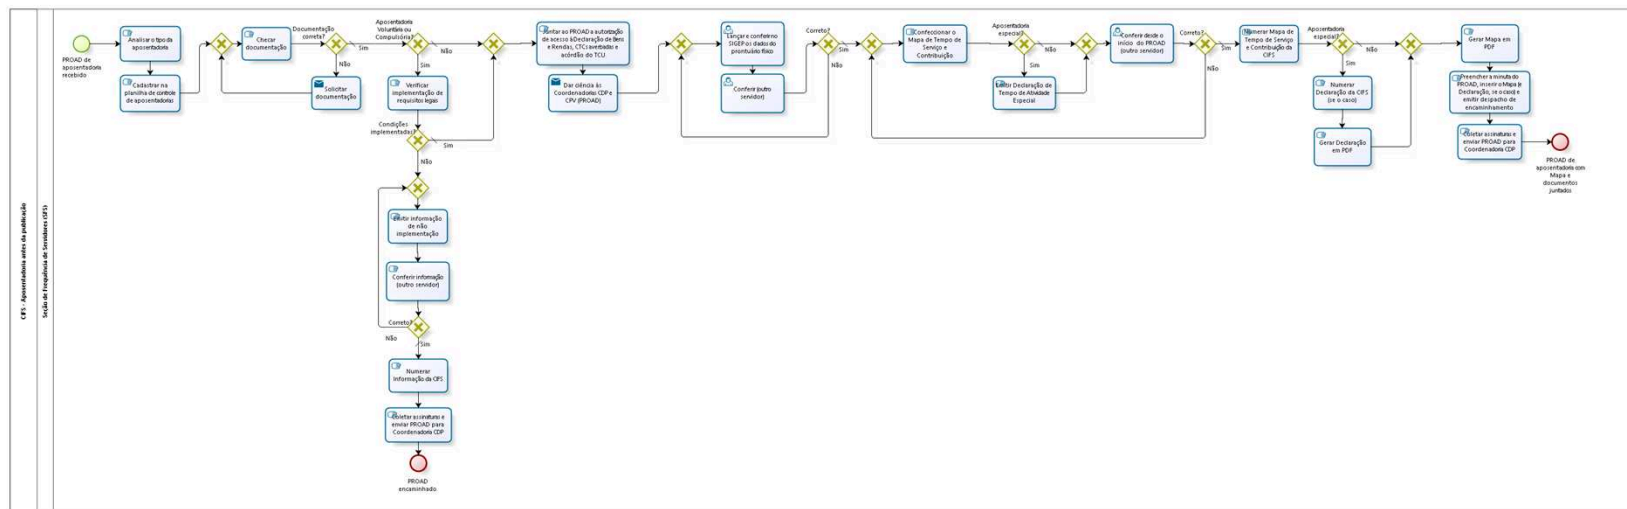 CIFS - Aposentadoria antes da publicação
Seção de Frequência de Servidores (SFS)
PROAD de
aposentadoria
recebido
Analisar o tipo da
aposentadoria
Cadastrar na
planilha de controle
de aposentadorias
Checar
documentação
Documentação
correta?
Sim
Não
Solicitar
documentação
Aposentadoria
Voluntária ou
Compulsória?
Não
Sim
Verificar
implementação de
requisitos legais
Condições
implementadas?
Sim
Não
Emitir informação
de não
implementação
Conferir informação
(outro servidor)
Correto?
Não
Sim
Numerar
Informação da CIFS
Coletar assinaturas e
enviar PROAD para
Coordenadoria CDP
PROAD
encaminhado
Juntar ao PROAD a autorização
de acesso à Declaração de Bens
e Rendas, CTCs averbadas e
acórdão do TCU
Dar ciência às
Coordenadorias CDP e
CPV (PROAD)
Lançar e conferir no
SIGEP os dados do
prontuário físico
Conferir (outro
servidor)
Correto?
Sim
Não
Confeccionar o
Mapa de Tempo de
Serviço e
Contribuição
Aposentadoria
especial?
Não
Sim
Emitir Declaração de
Tempo de Atividade
Especial
Conferir desde o
início do PROAD
(outro servidor)
Correto?
Sim
Não
Numerar Mapa de
Tempo de Serviço e
Contribuição da
CIFS
Aposentadoria
especial?
Não
Sim
Numerar
Declaração da CIFS
(se o caso)
Gerar Declaração
em PDF
Gerar Mapa em
PDF
Preencher a minuta do
PROAD, inserir o Mapa (e
Declaração, se o caso) e
emitir despacho de
encaminhamento
Coletar assinaturas e
enviar PROAD para
Coordenadoria CDP
PROAD de
aposentadoria com
Mapa e
documentos
juntados